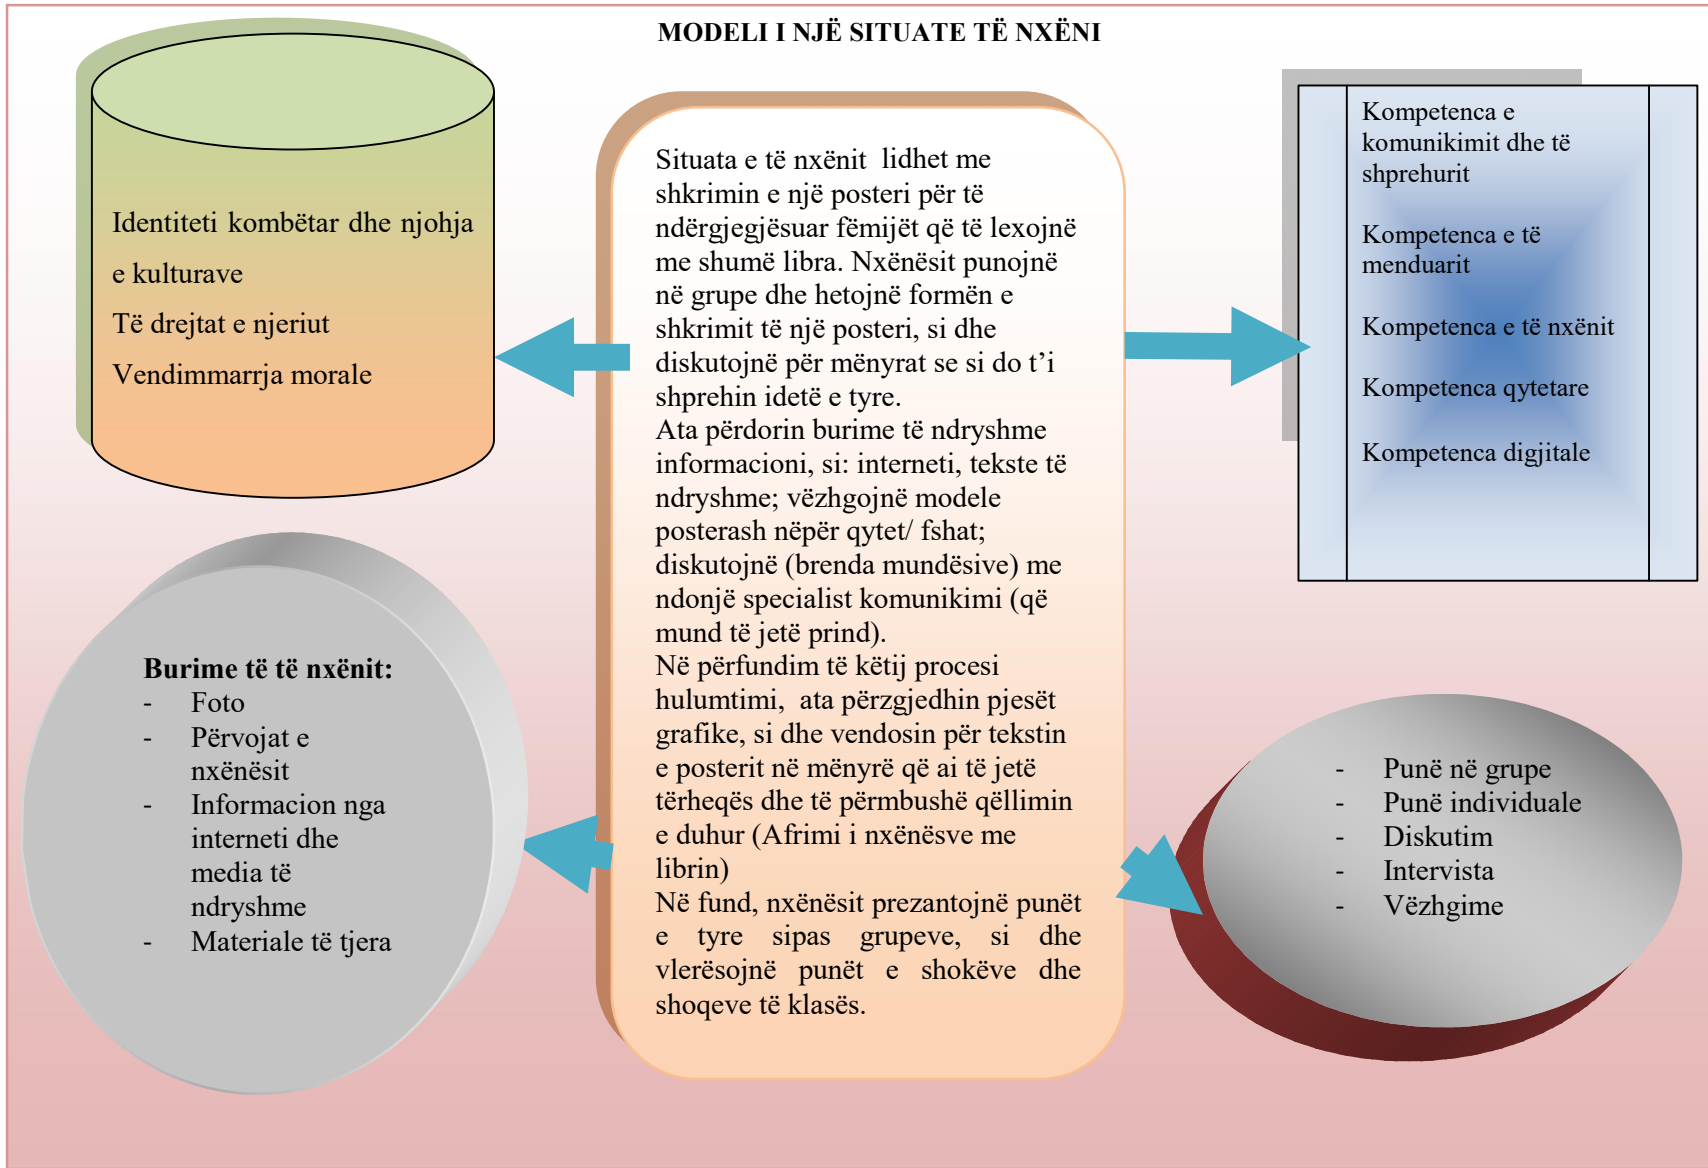 MODELI I NJË SITUATE TË NXËNI
Identiteti kombëtar dhe njohja
e kulturave
Të drejtat e njeriut
Vendimmarrja morale
Situata e të nxënit lidhet me
shkrimin e një posteri për të
ndërgjegjësuar fëmijët që të lexojnë
me shumë libra. Nxënësit punojnë
në grupe dhe hetojnë formën e
shkrimit të një posteri, si dhe
diskutojnë për mënyrat se si do t’i
shprehin idetë e tyre.
Ata përdorin burime të ndryshme
informacioni, si: interneti, tekste të
ndryshme; vëzhgojnë modele
posterash nëpër qytet/ fshat;
diskutojnë (brenda mundësive) me
ndonjë specialist komunikimi (që
mund të jetë prind).
Në përfundim të këtij procesi
hulumtimi, ata përzgjedhin pjesët
grafike, si dhe vendosin për tekstin
e posterit në mënyrë që ai të jetë
tërheqës dhe të përmbushë qëllimin
e duhur (Afrimi i nxënësve me
librin)
Në fund, nxënësit prezantojnë punët
e tyre sipas grupeve, si dhe
vlerësojnë punët e shokëve dhe
shoqeve të klasës.
Kompetenca e
komunikimit dhe të
shprehurit
Kompetenca e të
menduarit
Kompetenca e të nxënit
Kompetenca qytetare
Kompetenca digjitale
Burime të të nxënit:
- Foto
- Përvojat e
nxënësit
- Informacion nga
interneti dhe
media të
ndryshme
- Materiale të tjera
- Punë në grupe
- Punë individuale
- Diskutim
- Intervista
- Vëzhgime